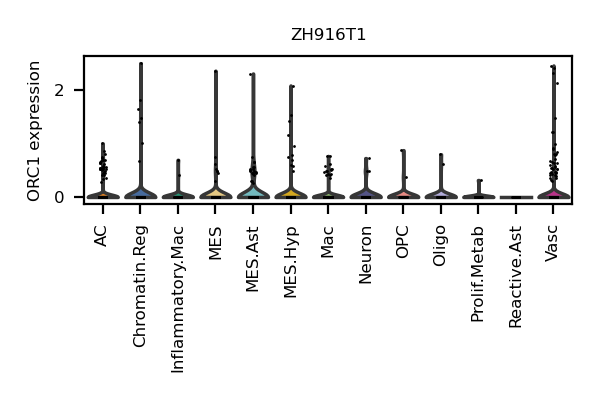 ZH916T1
ORC1 expression
2
0
AC
Chromatin.Reg
Inflammatory.Mac
MES
MES.Ast
MES.Hyp
Mac
Neuron
OPC
Oligo
Prolif.Metab
Reactive.Ast
Vasc